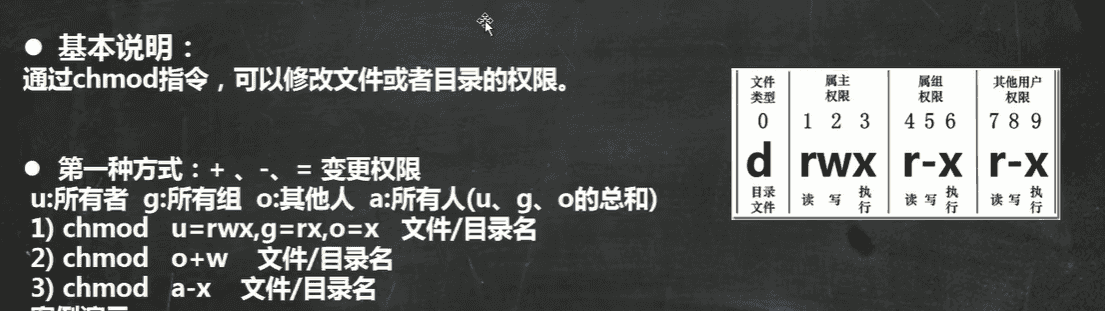 ● 基本说明：
通过chmod指令，可以修改文件或者目录的权限。
● 第一种方式：+ 、-、= 变更权限
u:所有者 g:所有组 o:其他人 a:所有人(u、g、o的总和)
1) chmod u=rwx,g=rx,o=x 文件/目录名
2) chmod o+w 文件/目录名
3) chmod a-x 文件/目录名
文件 属主 属组 其他用户
类型 权限 权限 权限
0 1 2 3 4 5 6 7 8 9
d rwx r-x r-x
目录 读 写 执 读 写 执 读 写 执
文件 行 行 行